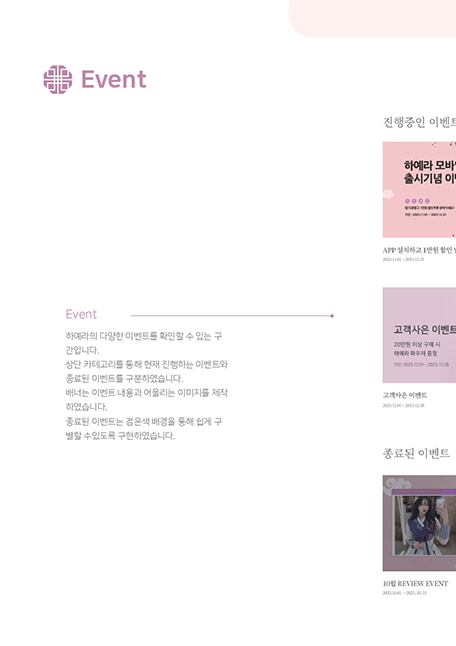 Event
진행중인 이벤트
하예라 모바
출시기념 이
APP 설치하고 1만원 할인
2023.11.01 ~ 2023.12.31
Event
하예라의 다양한 이벤트를 확인할 수 있는 구
간입니다.
상단 카테고리를 통해 현재 진행하는 이벤트와
종료된 이벤트를 구분하였습니다.
배너는 이벤트 내용과 어울리는 이미지를 제작
하였습니다.
종료된 이벤트는 검은색 배경을 통해 쉽게 구
별할 수있도록 구현하였습니다.
고객사은 이벤트
20만원 이상 구매 시
하예라 파우치 증정
기간 : 2023.12.01 ~ 2023.12.28
고객사은 이벤트
2023.12.01 ~ 2023.12.28
종료된 이벤트
10월 REVIEW EVENT
2023.10.01 ~ 2023.10.31